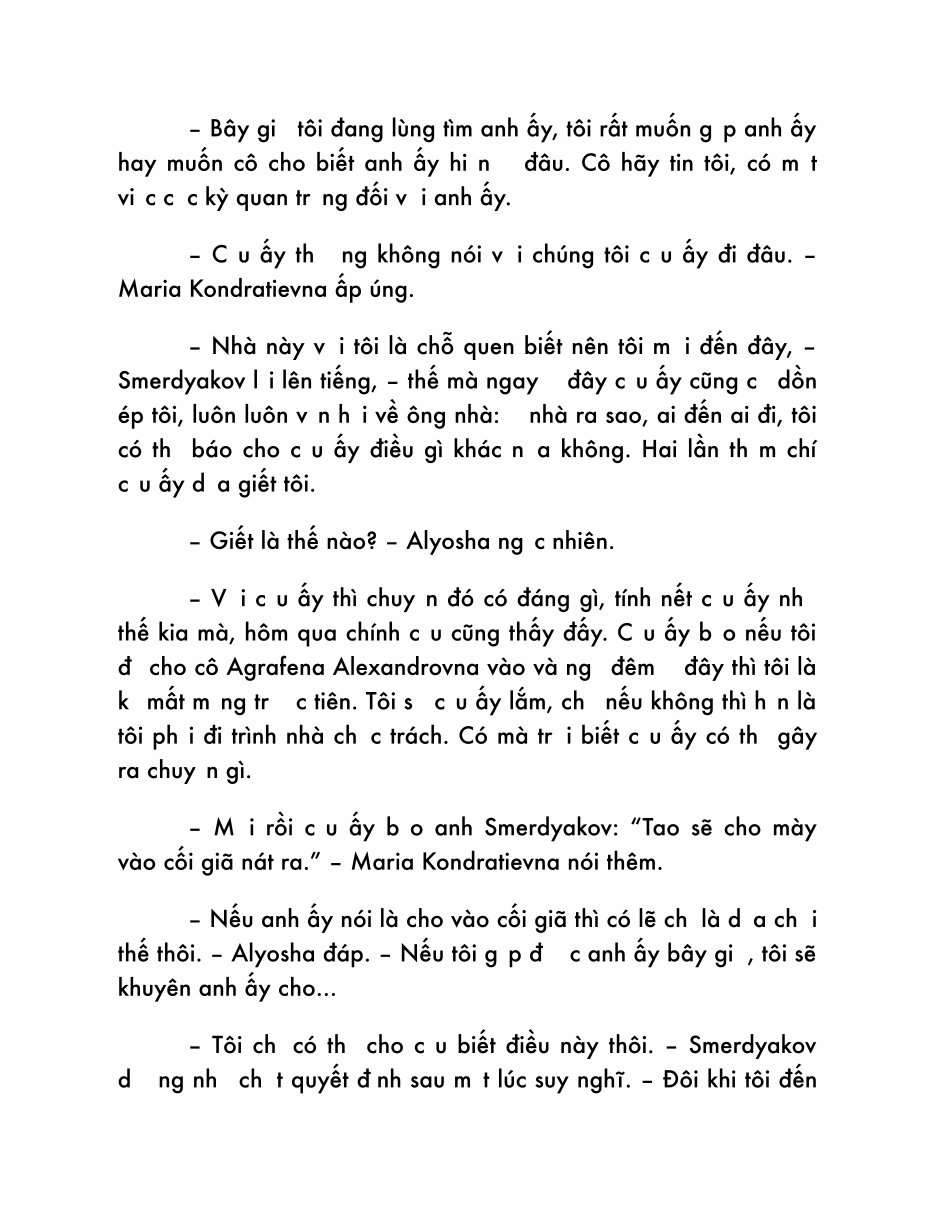 – Bây gi tôi đang lùng tìm anh ấy, tôi rất muốn g p anh ấy
hay muốn cô cho biết anh ấy hi n đâu. Cô hãy tin tôi, có m t
vi c c c kỳ quan tr ng đối v i anh ấy.
– C u ấy th ng không nói v i chúng tôi c u ấy đi đâu. –
Maria Kondratievna ấp úng.
– Nhà này v i tôi là chỗ quen biết nên tôi m i đến đây, –
Smerdyakov l i lên tiếng, – thế mà ngay đây c u ấy cũng c dồn
ép tôi, luôn luôn v n h i về ông nhà: nhà ra sao, ai đến ai đi, tôi
có th báo cho c u ấy điều gì khác n a không. Hai lần th m chí
c u ấy d a giết tôi.
– Giết là thế nào? – Alyosha ng c nhiên.
– V i c u ấy thì chuy n đó có đáng gì, tính nết c u ấy nh
thế kia mà, hôm qua chính c u cũng thấy đấy. C u ấy b o nếu tôi
đ cho cô Agrafena Alexandrovna vào và ng đêm đây thì tôi là
k mất m ng tr c tiên. Tôi s c u ấy lắm, ch nếu không thì h n là
tôi ph i đi trình nhà ch c trách. Có mà tr i biết c u ấy có th gây
ra chuy n gì.
– M i rồi c u ấy b o anh Smerdyakov: “Tao sẽ cho mày
vào cối giã nát ra.” – Maria Kondratievna nói thêm.
– Nếu anh ấy nói là cho vào cối giã thì có lẽ ch là d a ch i
thế thôi. – Alyosha đáp. – Nếu tôi g p đ c anh ấy bây gi , tôi sẽ
khuyên anh ấy cho...
– Tôi ch có th cho c u biết điều này thôi. – Smerdyakov
d ng nh ch t quyết đ nh sau m t lúc suy nghĩ. – Đôi khi tôi đến